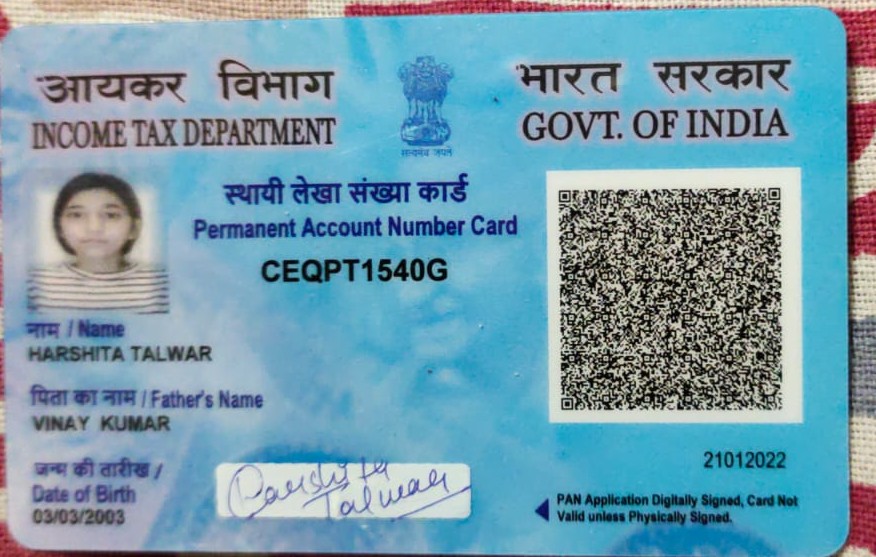 आयकर विभाग
INCOME TAX DEPARTMENT
सत्यमेव जयते
भारत सरकार
GOVT. OF INDIA
स्थायी लेखा संख्या कार्ड
Permanent Account Number Card
CEQPT1540G
नाम / Name
HARSHITA TALWAR
पिता का नाम / Father's Name
VINAY KUMAR
जन्म की तारीख /
Date of Birth
03/03/2003
Harshita
Talwar
21012022
PAN Application Digitally Signed, Card Not
Valid unless Physically Signed.